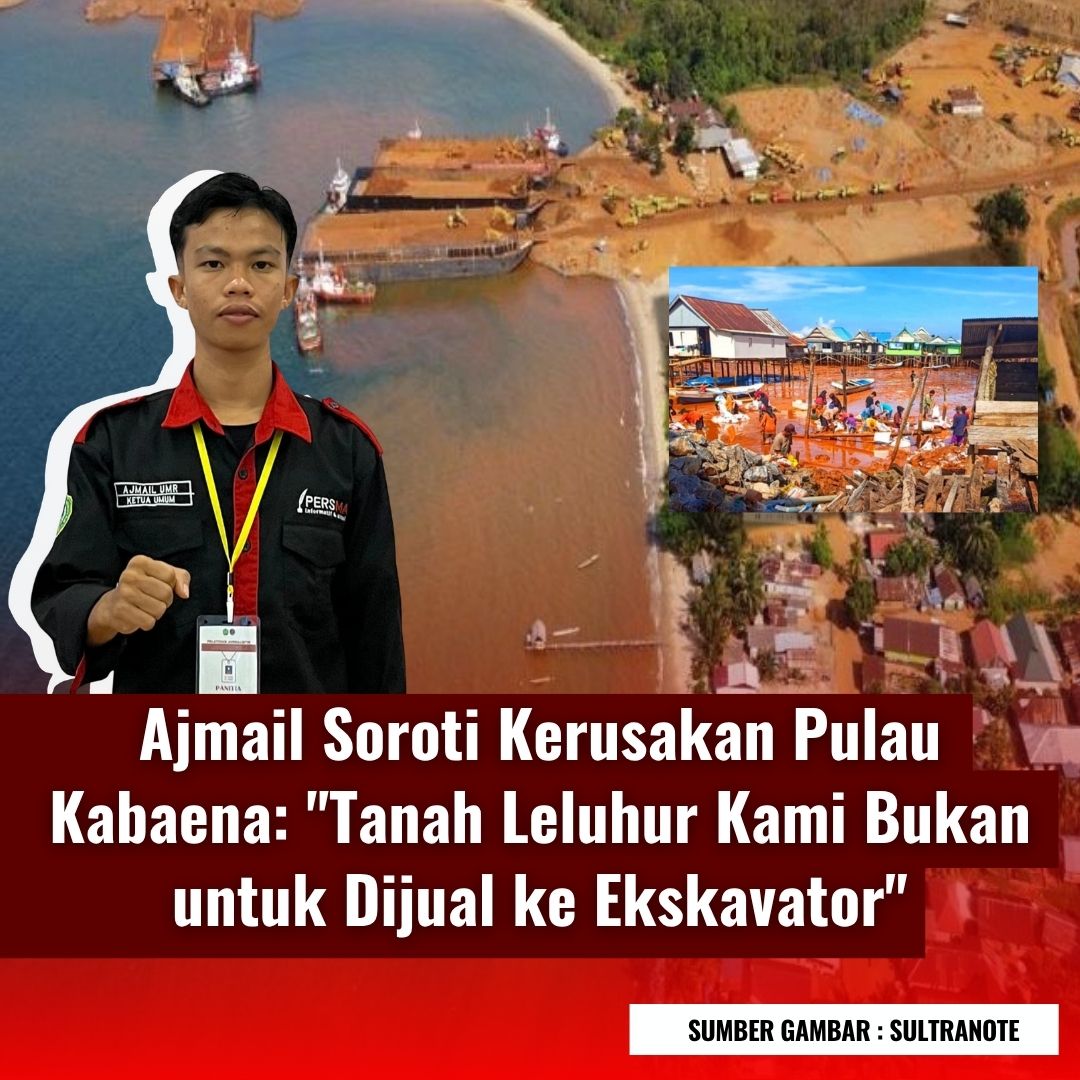 AJMAIL UMR
KETUA UMUM
PERSMA
PANITIA
Ajmail Soroti Kerusakan Pulau
Kabaena: "Tanah Leluhur Kami Bukan
untuk Dijual ke Ekskavator"
SUMBER GAMBAR : SULTRANOTE